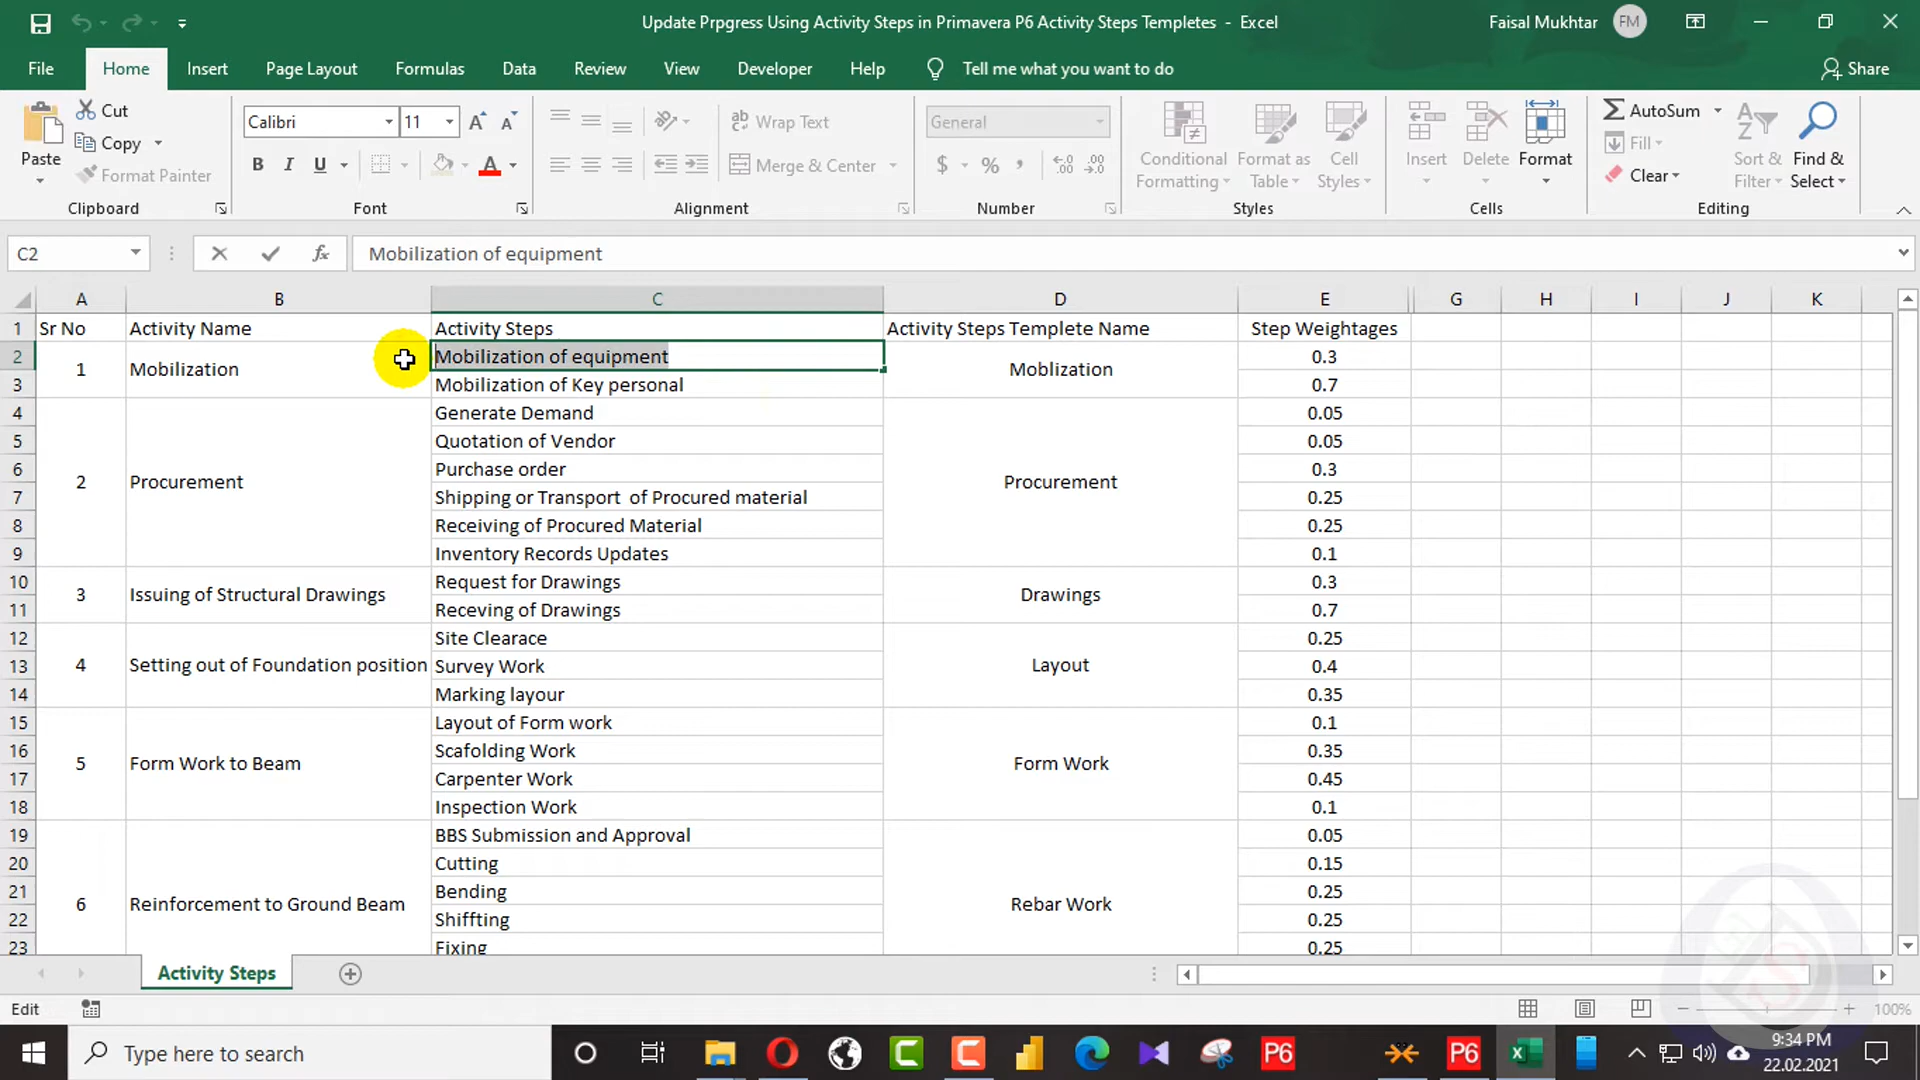 Update Prpgress Using Activity Steps in Primavera P6 Activity Steps Templetes - Excel
Faisal Mukhtar FM
File Home Insert Page Layout Formulas Data Review View Developer Help Tell me what you want to do Share
Cut
Copy
Format Painter
Paste
Clipboard
Calibri 11
B I U
Font
Wrap Text
Merge & Center
Alignment
General
$ % ,
Number
Conditional Formatting
Format as Table
Cell Styles
Styles
Insert Delete Format
Cells
AutoSum
Fill
Clear
Sort & Filter
Find & Select
Editing
C2 fx Mobilization of equipment
A B C D E G H I J K
1 Sr No Activity Name Activity Steps Activity Steps Templete Name Step Weightages
2 1 Mobilization Mobilization of equipment Moblization 0.3
3 Mobilization of Key personal 0.7
4 Generate Demand 0.05
5 Quotation of Vendor 0.05
6 2 Procurement Purchase order Procurement 0.3
7 Shipping or Transport of Procured material 0.25
8 Receiving of Procured Material 0.25
9 Inventory Records Updates 0.1
10 3 Issuing of Structural Drawings Request for Drawings Drawings 0.3
11 Receving of Drawings 0.7
12 Site Clearace 0.25
13 4 Setting out of Foundation position Survey Work Layout 0.4
14 Marking layour 0.35
15 Layout of Form work 0.1
16 5 Form Work to Beam Scafolding Work Form Work 0.35
17 Carpenter Work 0.45
18 Inspection Work 0.1
19 BBS Submission and Approval 0.05
20 Cutting 0.15
21 6 Reinforcement to Ground Beam Bending Rebar Work 0.25
22 Shiffting 0.25
23 Fixing 0.25
Activity Steps
Edit 100%
Type here to search P6 P6 9:34 PM
22.02.2021